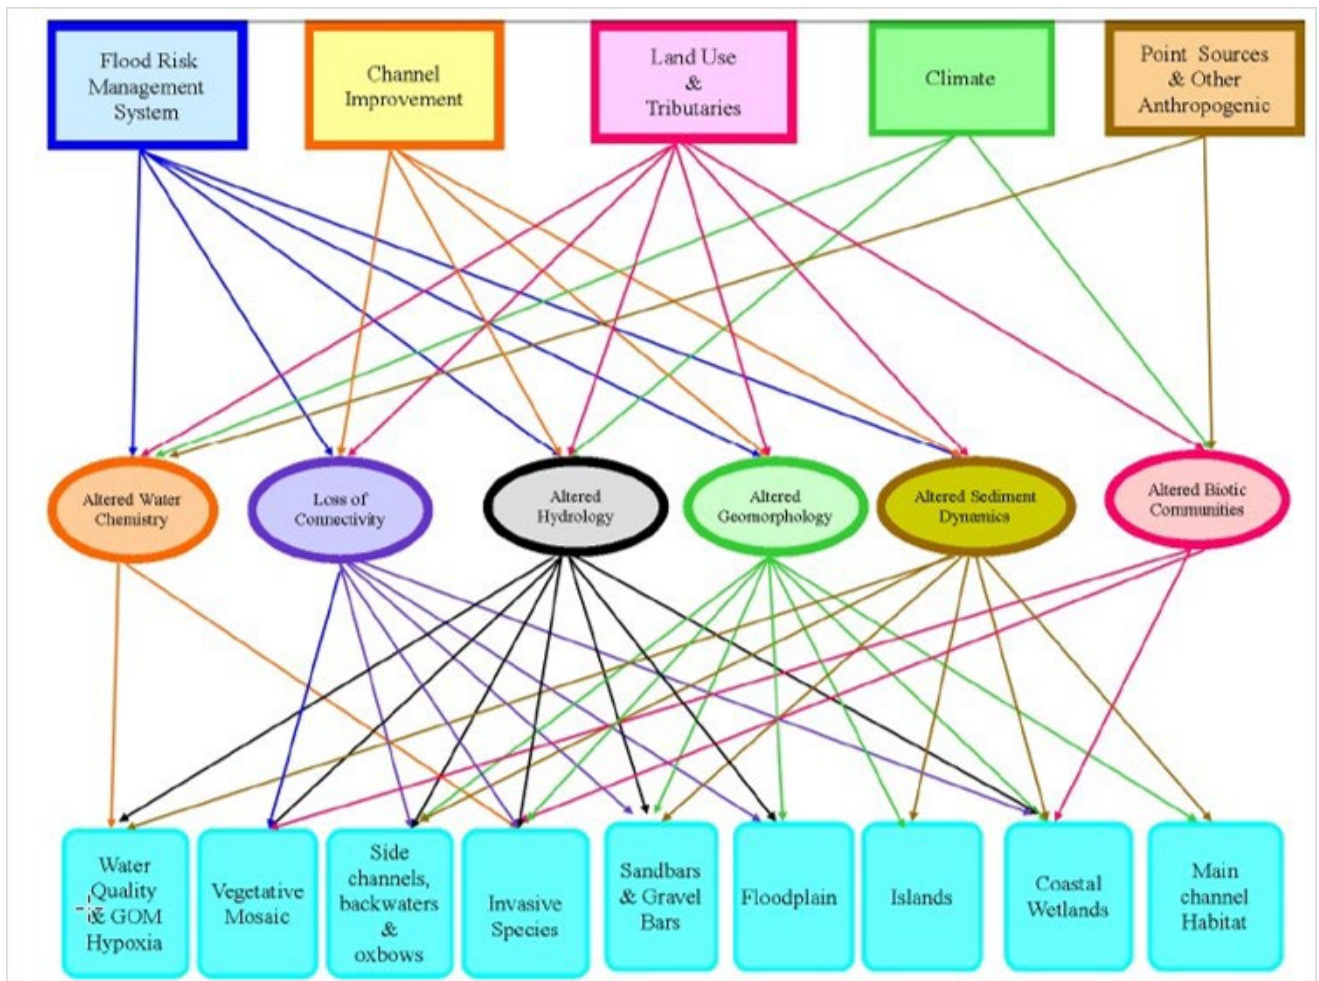 Flood Risk
Management
System
Channel
Improvement
Land Use
&
Tributaries
Climate
Point Sources
& Other
Anthropogenic
Altered Water
Chemistry
Loss of
Connectivity
Altered
Hydrology
Altered
Geomorphology
Altered Sediment
Dynamics
Altered Biotic
Communities
Water
Quality
& GOM
Hypoxia
Vegetative
Mosaic
Side
channels,
backwaters
&
oxbows
Invasive
Species
Sandbars
& Gravel
Bars
Floodplain
Islands
Coastal
Wetlands
Main
channel
Habitat